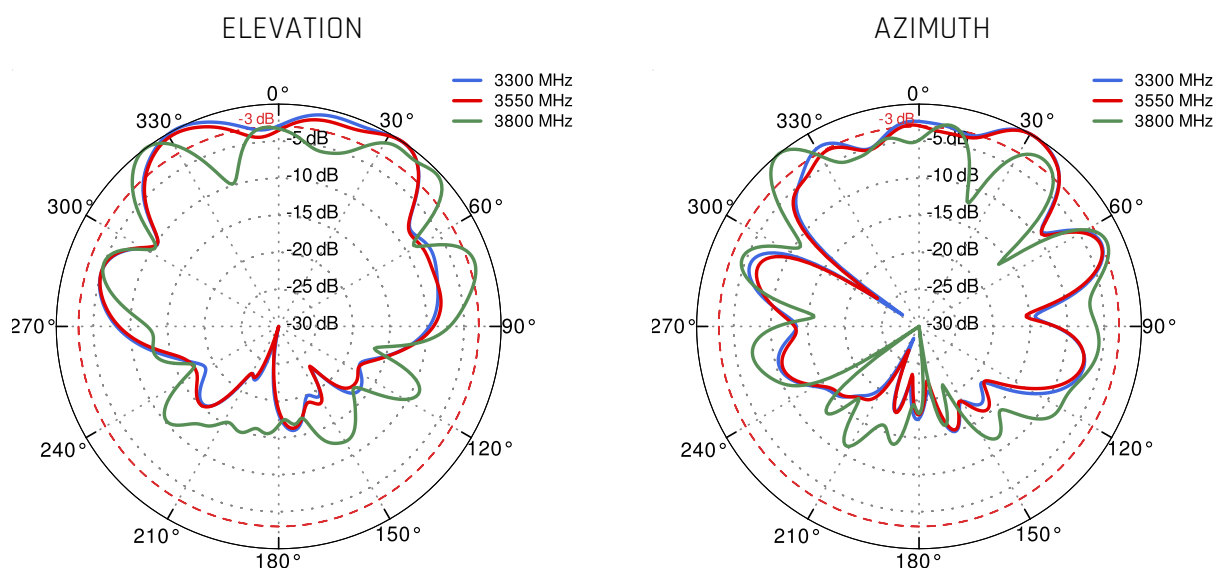 ELEVATION
3300 MHz
3550 MHz
3800 MHz
0°
330°
-3 dB
30°
-5 dB
-10 dB
300°
60°
-15 dB
-20 dB
-25 dB
270°
-30 dB
90°
240°
120°
210°
150°
180°
AZIMUTH
3300 MHz
3550 MHz
3800 MHz
0°
330°
-3 dB
30°
-5 dB
-10 dB
300°
60°
-15 dB
-20 dB
-25 dB
270°
-30 dB
90°
240°
120°
210°
150°
180°